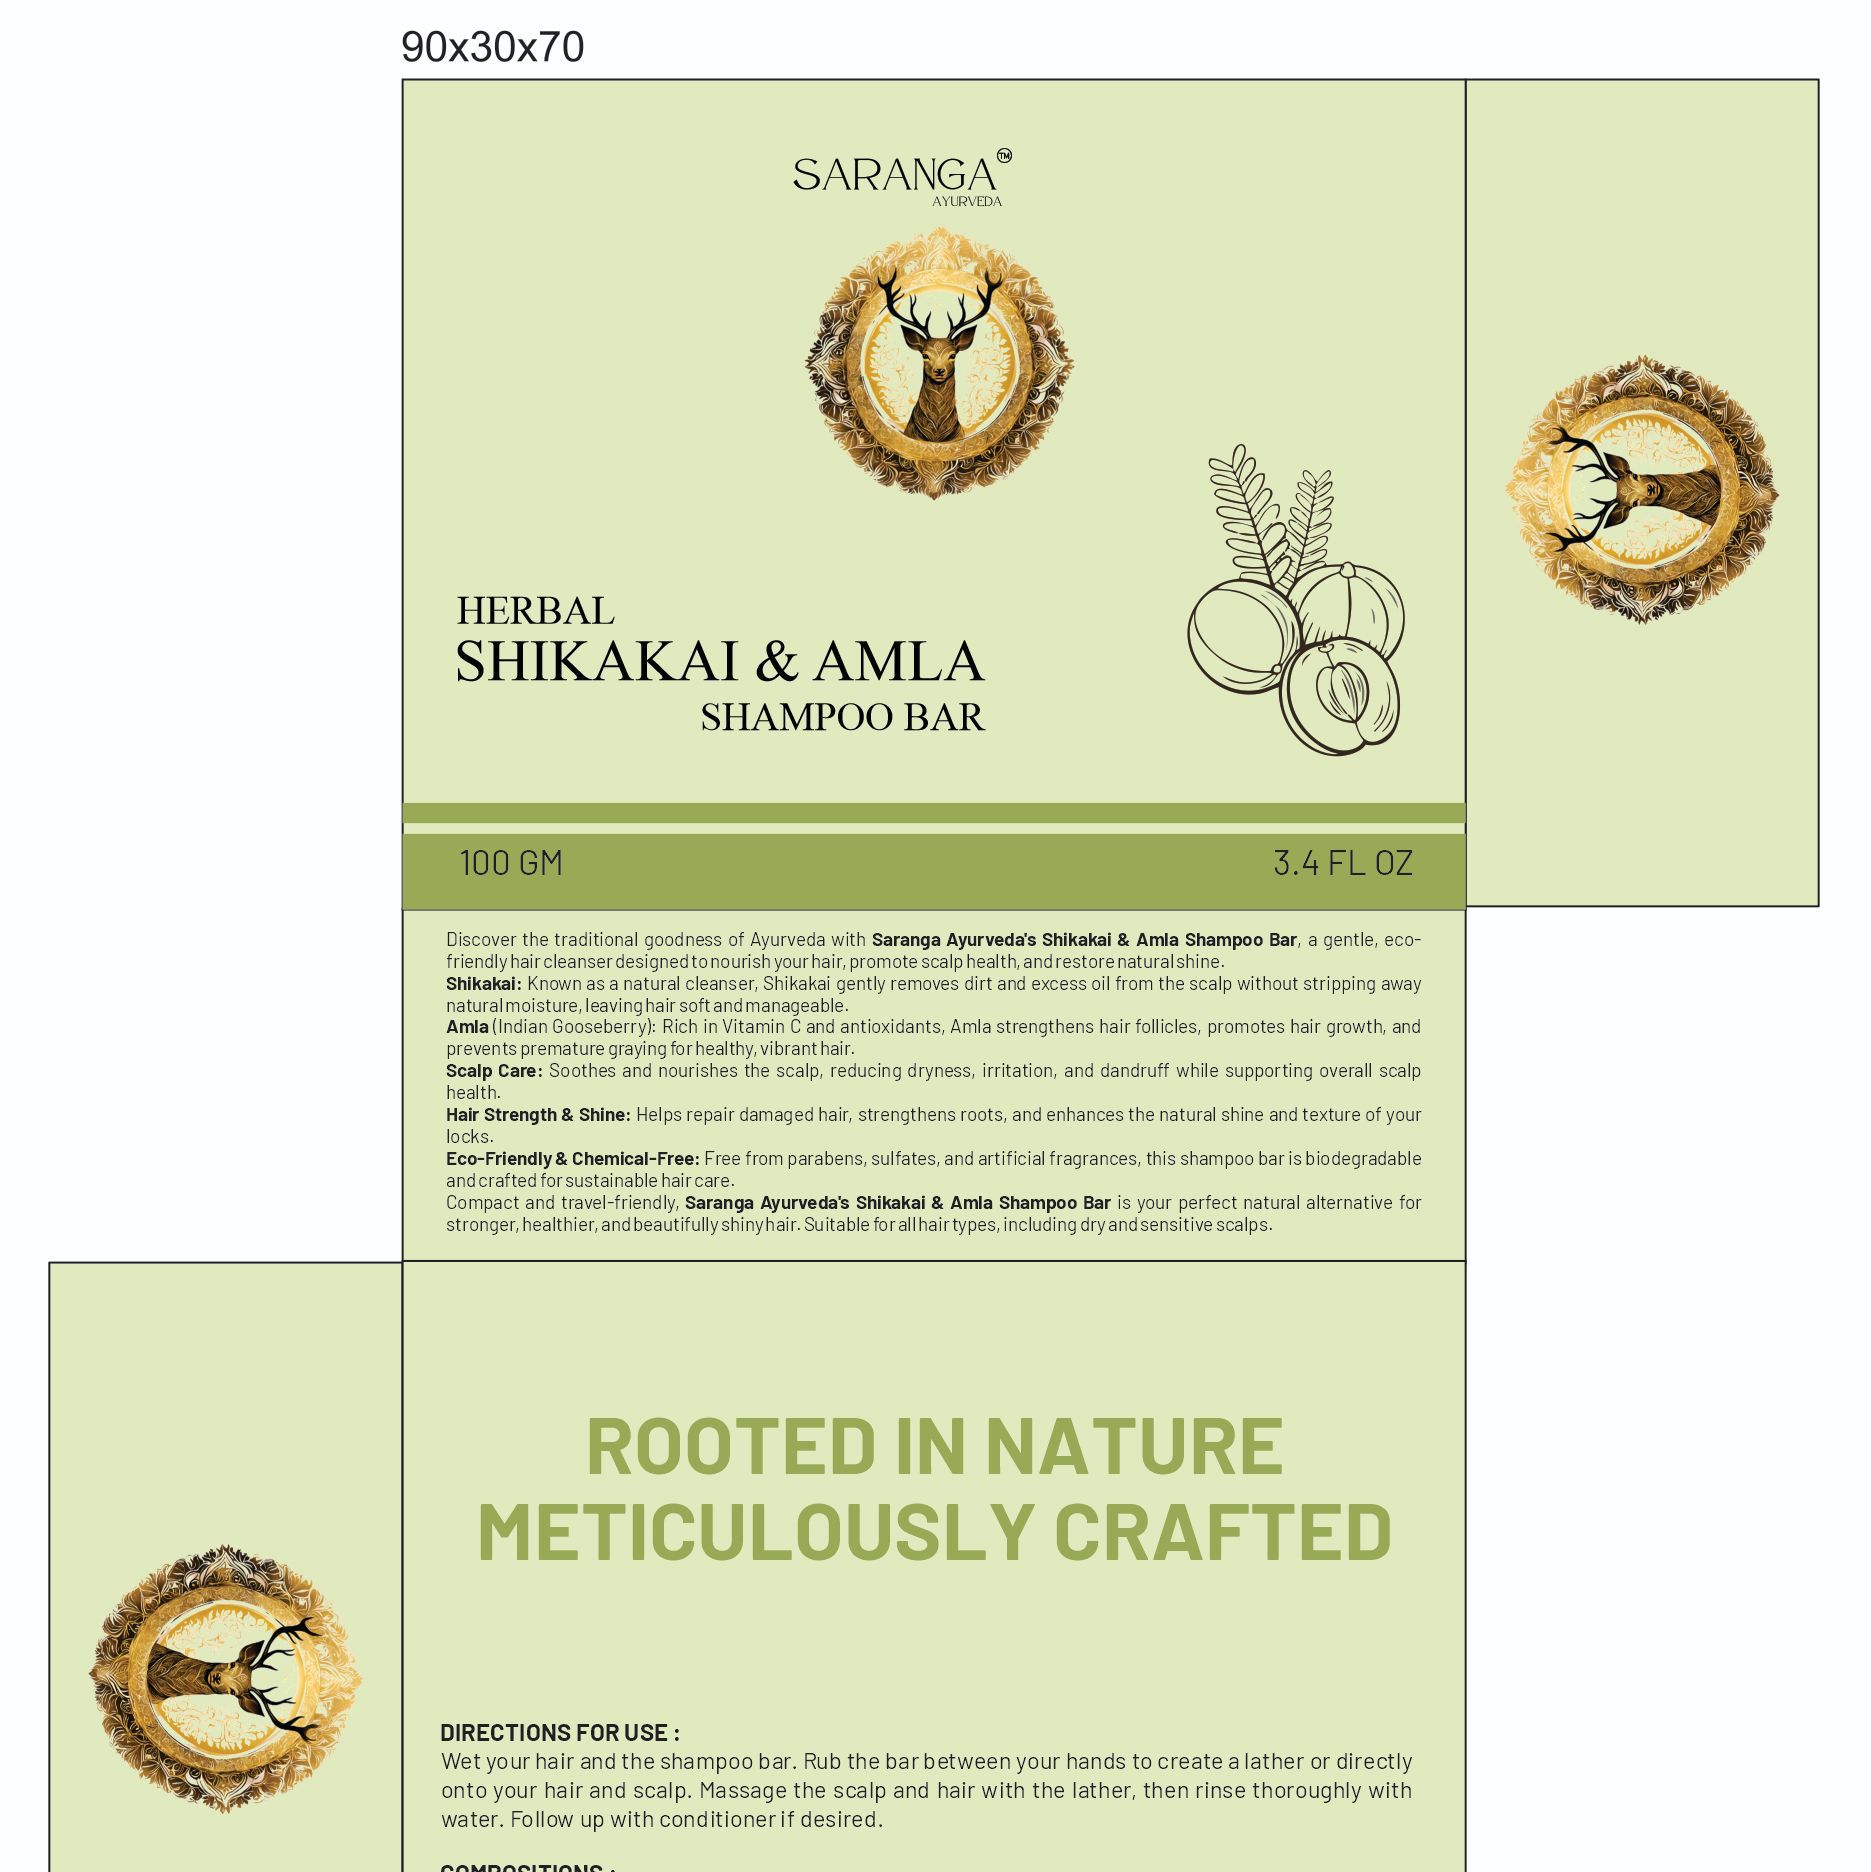 90x30x70
SARANGA™
AYURVEDA
HERBAL
SHIKAKAI & AMLA
SHAMPOO BAR
100 GM
3.4 FL OZ
Discover the traditional goodness of Ayurveda with Saranga Ayurveda's Shikakai & Amla Shampoo Bar, a gentle, eco-
friendly hair cleanser designed to nourish your hair, promote scalp health, and restore natural shine.
Shikakai: Known as a natural cleanser, Shikakai gently removes dirt and excess oil from the scalp without stripping away
natural moisture, leaving hair soft and manageable.
Amla (Indian Gooseberry): Rich in Vitamin C and antioxidants, Amla strengthens hair follicles, promotes hair growth, and
prevents premature graying for healthy, vibrant hair.
Scalp Care: Soothes and nourishes the scalp, reducing dryness, irritation, and dandruff while supporting overall scalp
health.
Hair Strength & Shine: Helps repair damaged hair, strengthens roots, and enhances the natural shine and texture of your
locks.
Eco-Friendly & Chemical-Free: Free from parabens, sulfates, and artificial fragrances, this shampoo bar is biodegradable
and crafted for sustainable hair care.
Compact and travel-friendly, Saranga Ayurveda's Shikakai & Amla Shampoo Bar is your perfect natural alternative for
stronger, healthier, and beautifully shiny hair. Suitable for all hair types, including dry and sensitive scalps.
ROOTED IN NATURE
METICULOUSLY CRAFTED
DIRECTIONS FOR USE :
Wet your hair and the shampoo bar. Rub the bar between your hands to create a lather or directly
onto your hair and scalp. Massage the scalp and hair with the lather, then rinse thoroughly with
water. Follow up with conditioner if desired.
COMPOSITIONS :